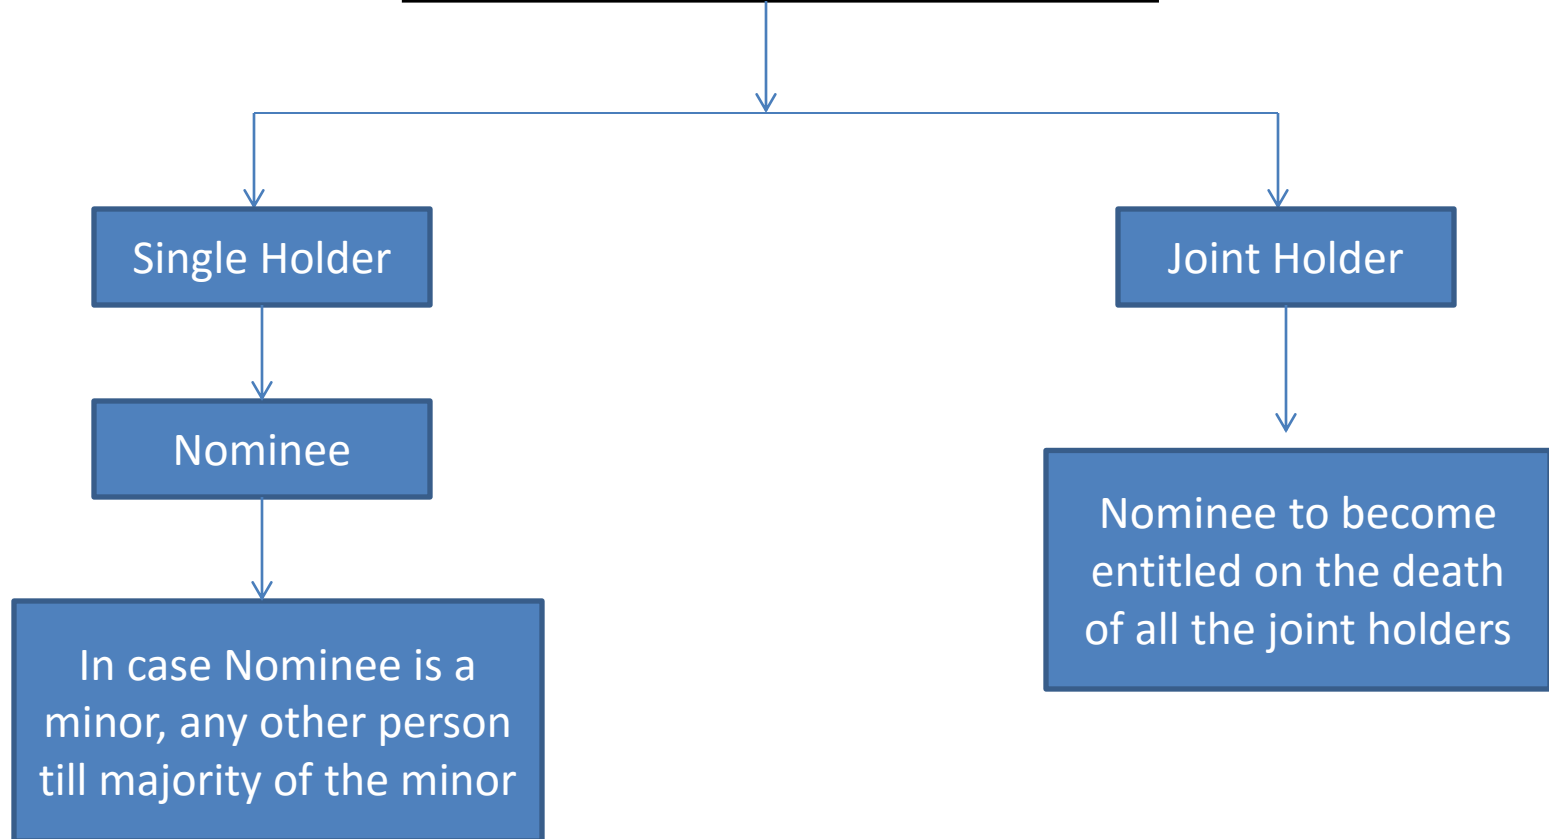 Single Holder
Joint Holder
Nominee
Nominee to become
entitled on the death
of all the joint holders
In case Nominee is a
minor, any other person
till majority of the minor